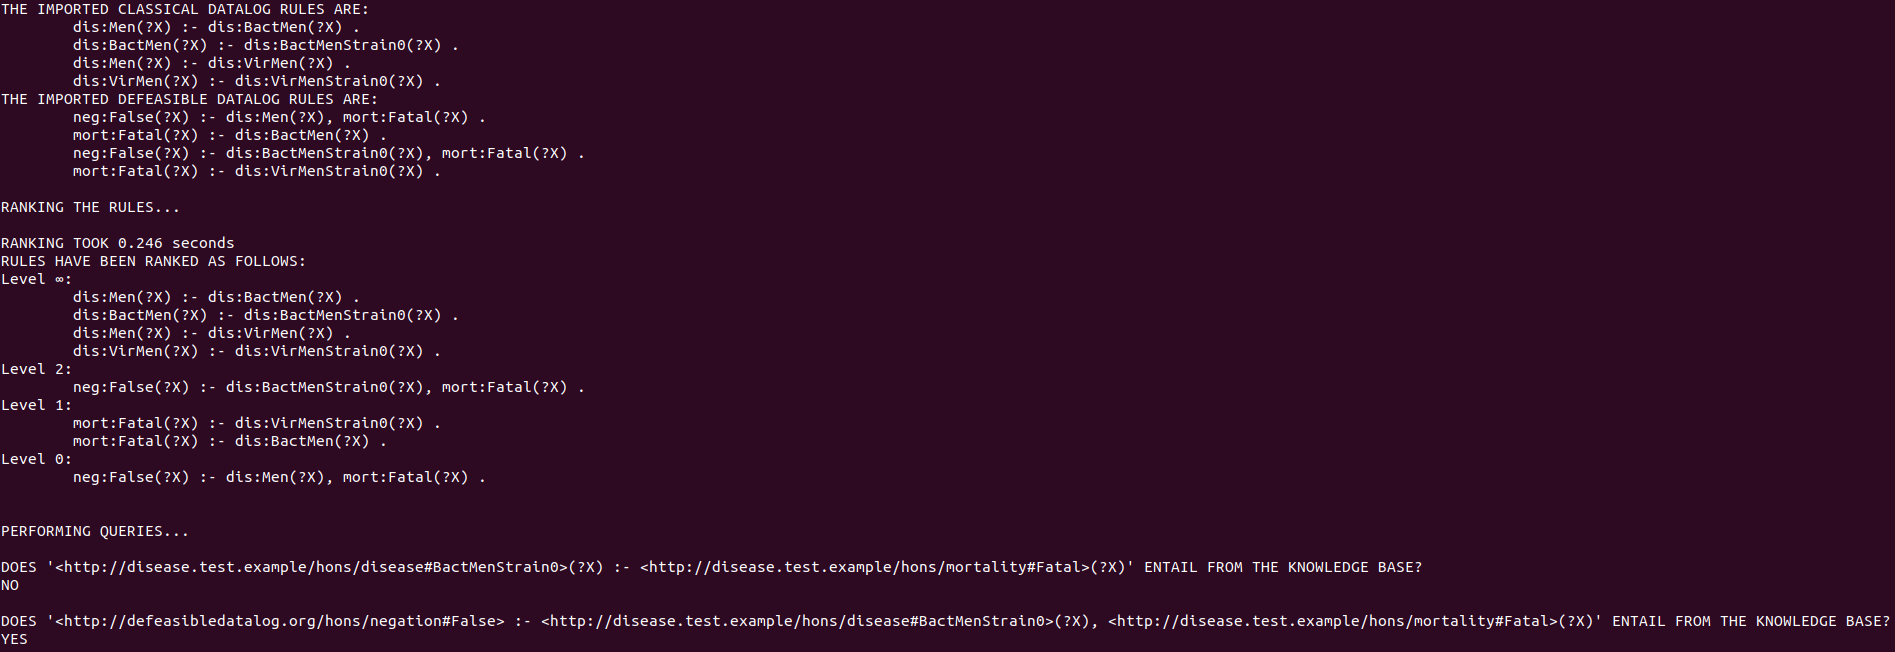 THE IMPORTED CLASSICAL DATALOG RULES ARE:
        dis:Men(?X) :- dis:BactMen(?X) .
        dis:BactMen(?X) :- dis:BactMenStrain0(?X) .
        dis:Men(?X) :- dis:VirMen(?X) .
        dis:VirMen(?X) :- dis:VirMenStrain0(?X) .
THE IMPORTED DEFEASIBLE DATALOG RULES ARE:
        neg:False(?X) :- dis:Men(?X), mort:Fatal(?X) .
        mort:Fatal(?X) :- dis:BactMen(?X) .
        neg:False(?X) :- dis:BactMenStrain0(?X), mort:Fatal(?X) .
        mort:Fatal(?X) :- dis:VirMenStrain0(?X) .
RANKING THE RULES...
RANKING TOOK 0.246 seconds
RULES HAVE BEEN RANKED AS FOLLOWS:
Level ∞:
        dis:Men(?X) :- dis:BactMen(?X) .
        dis:BactMen(?X) :- dis:BactMenStrain0(?X) .
        dis:Men(?X) :- dis:VirMen(?X) .
        dis:VirMen(?X) :- dis:VirMenStrain0(?X) .
Level 2:
        neg:False(?X) :- dis:BactMenStrain0(?X), mort:Fatal(?X) .
Level 1:
        mort:Fatal(?X) :- dis:VirMenStrain0(?X) .
        mort:Fatal(?X) :- dis:BactMen(?X) .
Level 0:
        neg:False(?X) :- dis:Men(?X), mort:Fatal(?X) .
PERFORMING QUERIES...
DOES '<http://disease.test.example/hons/disease#BactMenStrain0>(?X) :- <http://disease.test.example/hons/mortality#Fatal>(?X)' ENTAIL FROM THE KNOWLEDGE BASE?
NO
DOES '<http://defeasibledatalog.org/hons/negation#False> :- <http://disease.test.example/hons/disease#BactMenStrain0>(?X), <http://disease.test.example/hons/mortality#Fatal>(?X)' ENTAIL FROM THE KNOWLEDGE BASE?
YES